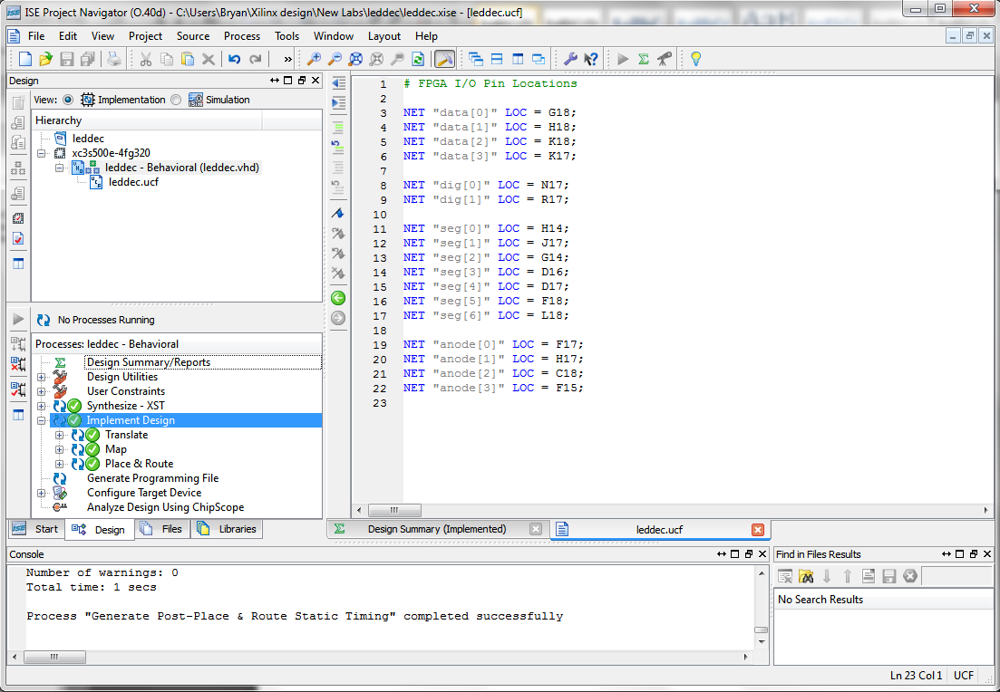 ISE Project Navigator (O.40d) - C:\Users\Bryan\Xilinx design\New Labs\leddec\leddec.xise - [leddec.ucf]
File Edit View Project Source Process Tools Window Layout Help
»
Design
View: Implementation Simulation
Hierarchy
leddec
xc3s500e-4fg320
leddec - Behavioral (leddec.vhd)
leddec.ucf
No Processes Running
Processes: leddec - Behavioral
Design Summary/Reports
Design Utilities
User Constraints
Synthesize - XST
Implement Design
Translate
Map
Place & Route
Generate Programming File
Configure Target Device
Analyze Design Using ChipScope
Start Design Files Libraries
1 # FPGA I/O Pin Locations
2
3 NET "data[0]" LOC = G18;
4 NET "data[1]" LOC = H18;
5 NET "data[2]" LOC = K18;
6 NET "data[3]" LOC = K17;
7
8 NET "dig[0]" LOC = N17;
9 NET "dig[1]" LOC = R17;
10
11 NET "seg[0]" LOC = H14;
12 NET "seg[1]" LOC = J17;
13 NET "seg[2]" LOC = G14;
14 NET "seg[3]" LOC = D16;
15 NET "seg[4]" LOC = D17;
16 NET "seg[5]" LOC = F18;
17 NET "seg[6]" LOC = L18;
18
19 NET "anode[0]" LOC = F17;
20 NET "anode[1]" LOC = H17;
21 NET "anode[2]" LOC = C18;
22 NET "anode[3]" LOC = F15;
23
Design Summary (Implemented) leddec.ucf
Console
Number of warnings: 0
Total time: 1 secs
Process "Generate Post-Place & Route Static Timing" completed successfully
Find in Files Results
No Search Results
Ln 23 Col 1 UCF